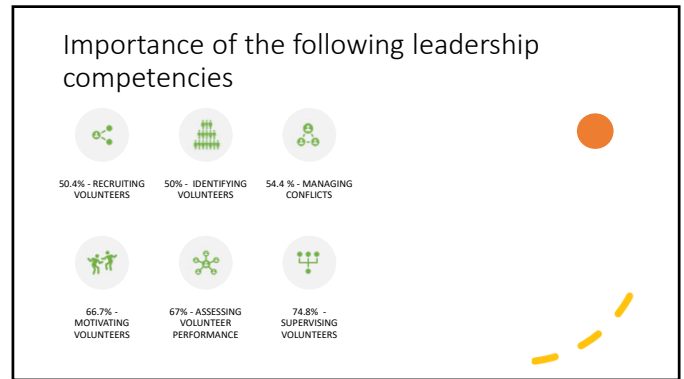 Importance of the following leadership
competencies
50.4% - RECRUITING
VOLUNTEERS
50% - IDENTIFYING
VOLUNTEERS
54.4 % - MANAGING
CONFLICTS
66.7% -
MOTIVATING
VOLUNTEERS
67% - ASSESSING
VOLUNTEER
PERFORMANCE
74.8% -
SUPERVISING
VOLUNTEERS